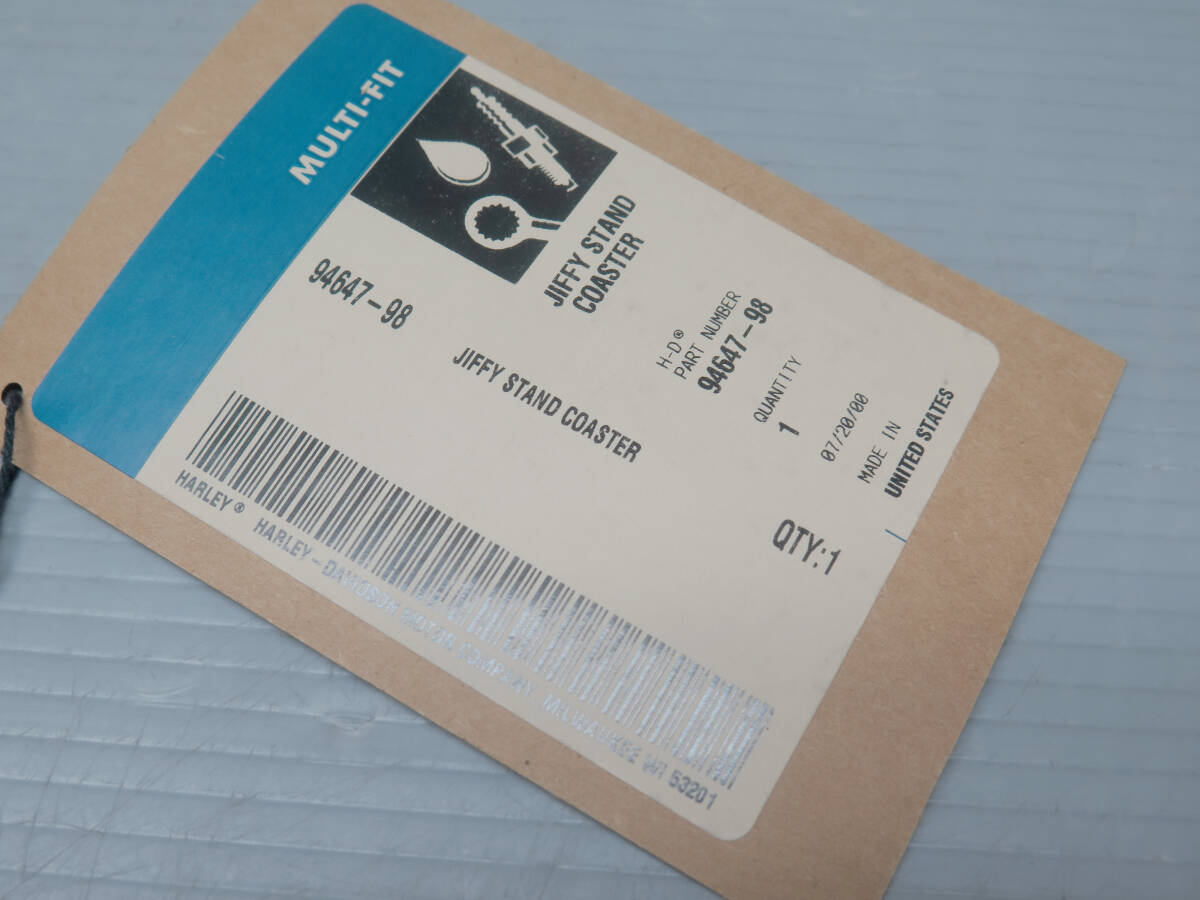 MULTI-FIT
JIFFY STAND
COASTER
94647-98
JIFFY STAND COASTER
H-D®
PART NUMBER
94647-98
QUANTITY
1
07/20/00
MADE IN
UNITED STATES
QTY:1
HARLEY® HARLEY-DAVIDSON MOTOR COMPANY MILWAUKEE WI 53201